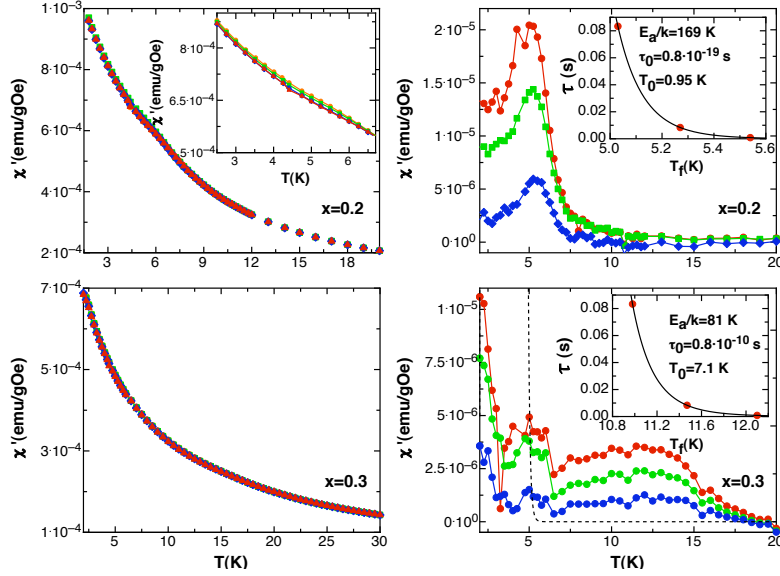 1·10⁻³
8·10⁻⁴
6·10⁻⁴
4·10⁻⁴
2·10⁻⁴
χ '(emu/gOe)
3 6 9 12 15 18
x=0.2
8·10⁻⁴
6.5·10⁻⁴
5·10⁻⁴
χ (emu/gOe)
3 4 5 6
T(K)
2·10⁻⁵
1.5·10⁻⁵
1·10⁻⁵
5·10⁻⁶
0·10⁰
χ '(emu/gOe)
5 10 15 20
x=0.2
0.08
0.06
0.04
0.02
0.00
τ (s)
Eₐ/k=169 K
τ₀=0.8·10⁻¹⁹ s
T₀=0.95 K
5.0 5.2 5.4 5.6
T_f(K)
7·10⁻⁴
5·10⁻⁴
3·10⁻⁴
1·10⁻⁴
χ '(emu/gOe)
5 10 15 20 25 30
T(K)
x=0.3
1·10⁻⁵
7·10⁻⁶
5·10⁻⁶
2·10⁻⁶
0·10⁰
χ '(emu/gOe)
5 10 15 20
T(K)
x=0.3
0.08
0.06
0.04
0.02
0.00
τ (s)
Eₐ/k=81 K
τ₀=0.8·10⁻¹⁰ s
T₀=7.1 K
10.8 11.2 11.6 12.0
T_f(K)